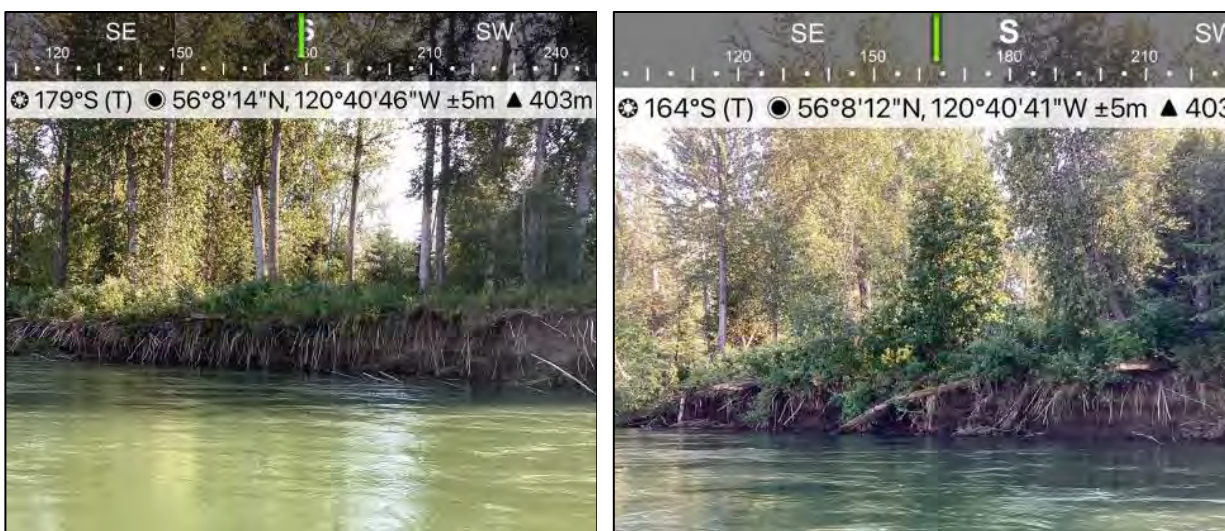 SE S SW
120 150 80 210 240
179°S (T) 56°8'14"N, 120°40'46"W ±5m ▲ 403m
SE S SW
120 150 180 210
164°S (T) 56°8'12"N, 120°40'41"W ±5m ▲ 403